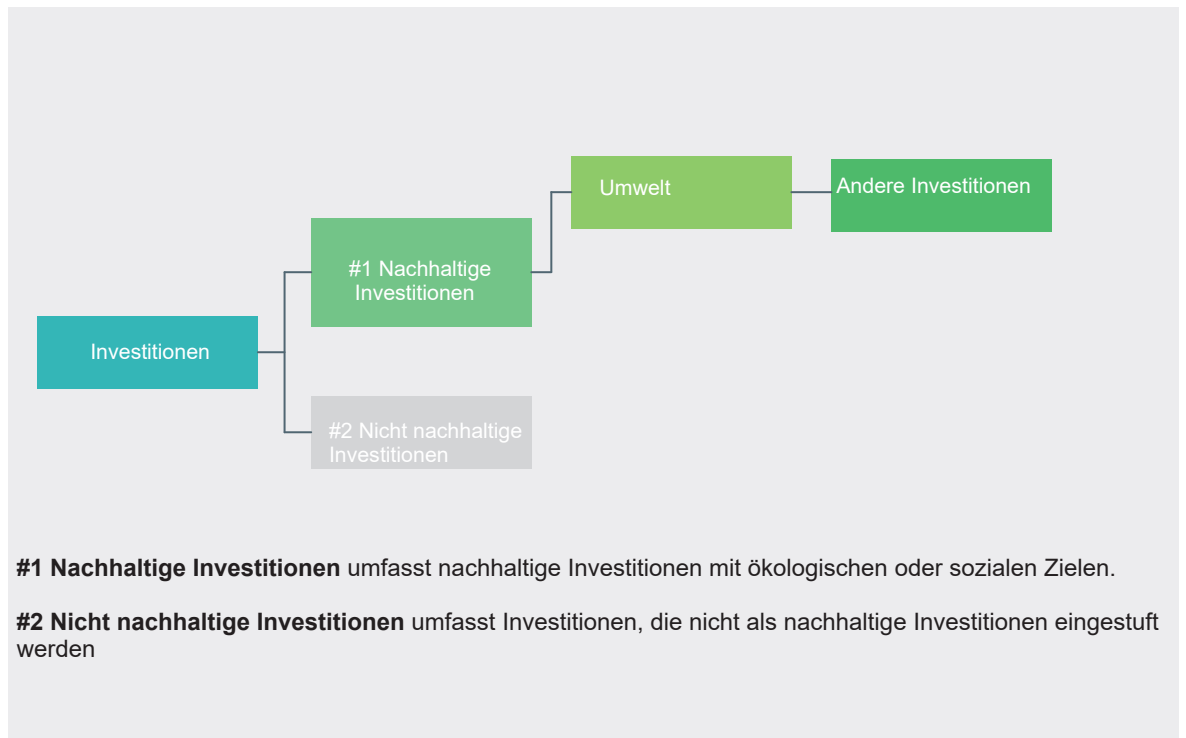 Umwelt
Andere Investitionen
#1 Nachhaltige
Investitionen
Investitionen
#2 Nicht nachhaltige
Investitionen
#1 Nachhaltige Investitionen umfasst nachhaltige Investitionen mit ökologischen oder sozialen Zielen.
#2 Nicht nachhaltige Investitionen umfasst Investitionen, die nicht als nachhaltige Investitionen eingestuft
werden